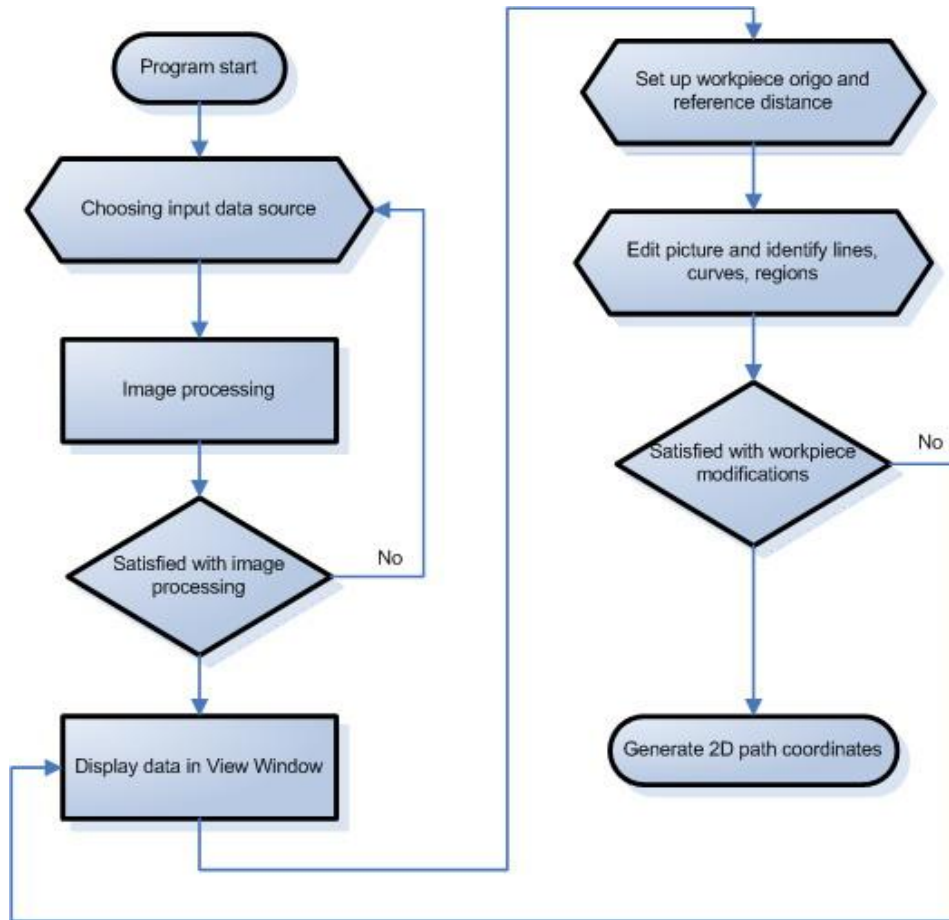 Program start
Choosing input data source
Image processing
Satisfied with image
processing
No
Display data in View Window
Set up workpiece origo and
reference distance
Edit picture and identify lines,
curves, regions
Satisfied with workpiece
modifications
No
Generate 2D path coordinates